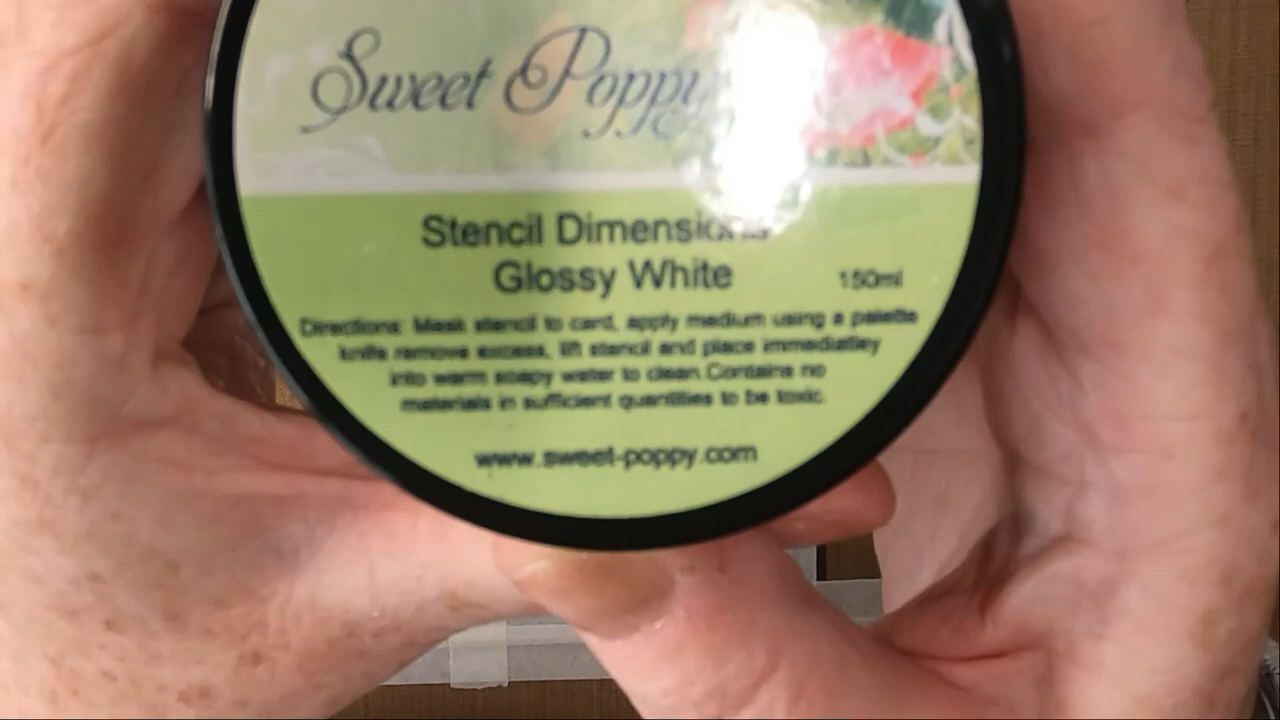 Sweet Poppy
Stencil Dimensions
Glossy White
150ml
Directions: Mask stencil to card, apply medium using a palette
knife remove excess, lift stencil and place immediatley
into warm soapy water to clean.Contains no
materials in sufficient quantities to be toxic.
www.sweet-poppy.com